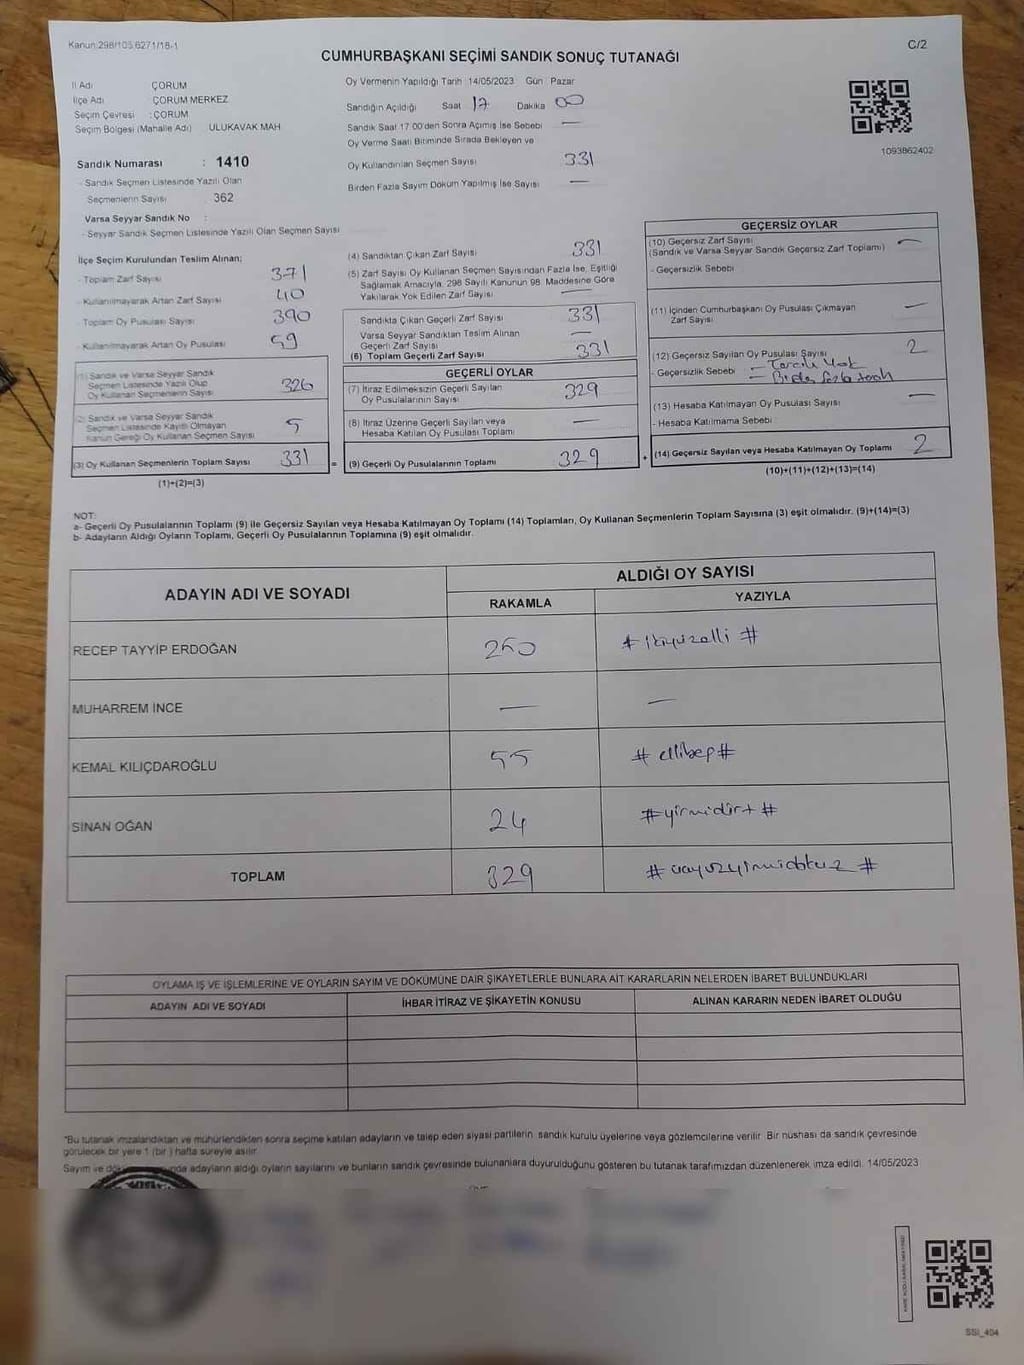 Kanun:298/105,6271/18-1
C/2
CUMHURBAŞKANI SEÇİMİ SANDIK SONUÇ TUTANAĞI
İl Adı ÇORUM
İlçe Adı ÇORUM MERKEZ
Seçim Çevresi : ÇORUM
Seçim Bölgesi (Mahalle Adı) ULUKAVAK MAH
Sandık Numarası : 1410
- Sandık Seçmen Listesinde Yazılı Olan
Seçmenlerin Sayısı 362
Varsa Seyyar Sandık No :
- Seyyar Sandık Seçmen Listesinde Yazılı Olan Seçmen Sayısı
Oy Vermenin Yapıldığı Tarih : 14/05/2023 Gün Pazar
Sandığın Açıldığı Saat 17 Dakika 00
Sandık Saat 17 00'den Sonra Açımış İse Sebebi —
Oy Verme Saati Bitiminde Sırada Bekleyen ve
Oy Kullandırılan Seçmen Sayısı 331
Birden Fazla Sayım Döküm Yapılmış İse Sayısı —
1093862402
İlçe Seçim Kurulundan Teslim Alınan;
- Toplam Zarf Sayısı 371
- Kullanılmayarak Artan Zarf Sayısı 40
- Toplam Oy Pusulası Sayısı 390
- Kullanılmayarak Artan Oy Pusulası 59
(1) Sandık ve Varsa Seyyar Sandık
Seçmen Listesinde Yazılı Olup
Oy Kullanan Seçmenlerin Sayısı 326
(2) Sandık ve Varsa Seyyar Sandık
Seçmen Listesinde Kayıtlı Olmayan
Kanun Gereği Oy Kullanan Seçmen Sayısı 5
(3) Oy Kullanan Seçmenlerin Toplam Sayısı 331 =
(1)+(2)=(3)
(4) Sandıktan Çıkan Zarf Sayısı 331
(5) Zarf Sayısı Oy Kullanan Seçmen Sayısından Fazla İse, Eşitliği
Sağlamak Amacıyla, 298 Sayılı Kanunun 98. Maddesine Göre
Yakılarak Yok Edilen Zarf Sayısı —
Sandıkta Çıkan Geçerli Zarf Sayısı 331
Varsa Seyyar Sandıktan Teslim Alınan
Geçerli Zarf Sayısı —
(6) Toplam Geçerli Zarf Sayısı 331
GEÇERLİ OYLAR
(7) İtiraz Edilmeksizin Geçerli Sayılan
Oy Pusulalarının Sayısı 329
(8) İtiraz Üzerine Geçerli Sayılan veya
Hesaba Katılan Oy Pusulası Toplamı —
(9) Geçerli Oy Pusulalarının Toplamı 329 +
GEÇERSİZ OYLAR
(10) Geçersiz Zarf Sayısı —
(Sandık ve Varsa Seyyar Sandık Geçersiz Zarf Toplamı)
- Geçersizlik Sebebi
(11) İçinden Cumhurbaşkanı Oy Pusulası Çıkmayan
Zarf Sayısı —
(12) Geçersiz Sayılan Oy Pusulası Sayısı 2
- Geçersizlik Sebebi - Tercih Yok
- Birden fazla tercih
(13) Hesaba Katılmayan Oy Pusulası Sayısı —
- Hesaba Katılmama Sebebi
(14) Geçersiz Sayılan veya Hesaba Katılmayan Oy Toplamı 2
(10)+(11)+(12)+(13)=(14)
NOT:
a- Geçerli Oy Pusulalarının Toplamı (9) ile Geçersiz Sayılan veya Hesaba Katılmayan Oy Toplamı (14) Toplamları, Oy Kullanan Seçmenlerin Toplam Sayısına (3) eşit olmalıdır. (9)+(14)=(3)
b- Adayların Aldığı Oyların Toplamı, Geçerli Oy Pusulalarının Toplamına (9) eşit olmalıdır.
ADAYIN ADI VE SOYADI
ALDIĞI OY SAYISI
RAKAMLA YAZIYLA
RECEP TAYYİP ERDOĞAN 250 # ikiyüzelli #
MUHARREM İNCE — —
KEMAL KILIÇDAROĞLU 55 # ellibeş #
SİNAN OĞAN 24 # yirmidört #
TOPLAM 329 # üçyüzyirmidokuz #
OYLAMA İŞ VE İŞLEMLERİNE VE OYLARIN SAYIM VE DÖKÜMÜNE DAİR ŞİKAYETLERLE BUNLARA AİT KARARLARIN NELERDEN İBARET BULUNDUKLARI
ADAYIN ADI VE SOYADI İHBAR İTİRAZ VE ŞİKAYETİN KONUSU ALINAN KARARIN NEDEN İBARET OLDUĞU
*Bu tutanak imzalandıktan ve mühürlendikten sonra seçime katılan adayların ve talep eden siyasi partilerin sandık kurulu üyelerine veya gözlemcilerine verilir. Bir nüshası da sandık çevresinde
görülecek bir yere 1 (bir ) hafta süreyle asılır.
Sayım ve adayların aldığı oyların sayılarını ve bunların sandık çevresinde bulunanlara duyurulduğunu gösteren bu tutanak tarafımızdan düzenlenerek imza edildi. 14/05/2023
SSI_404